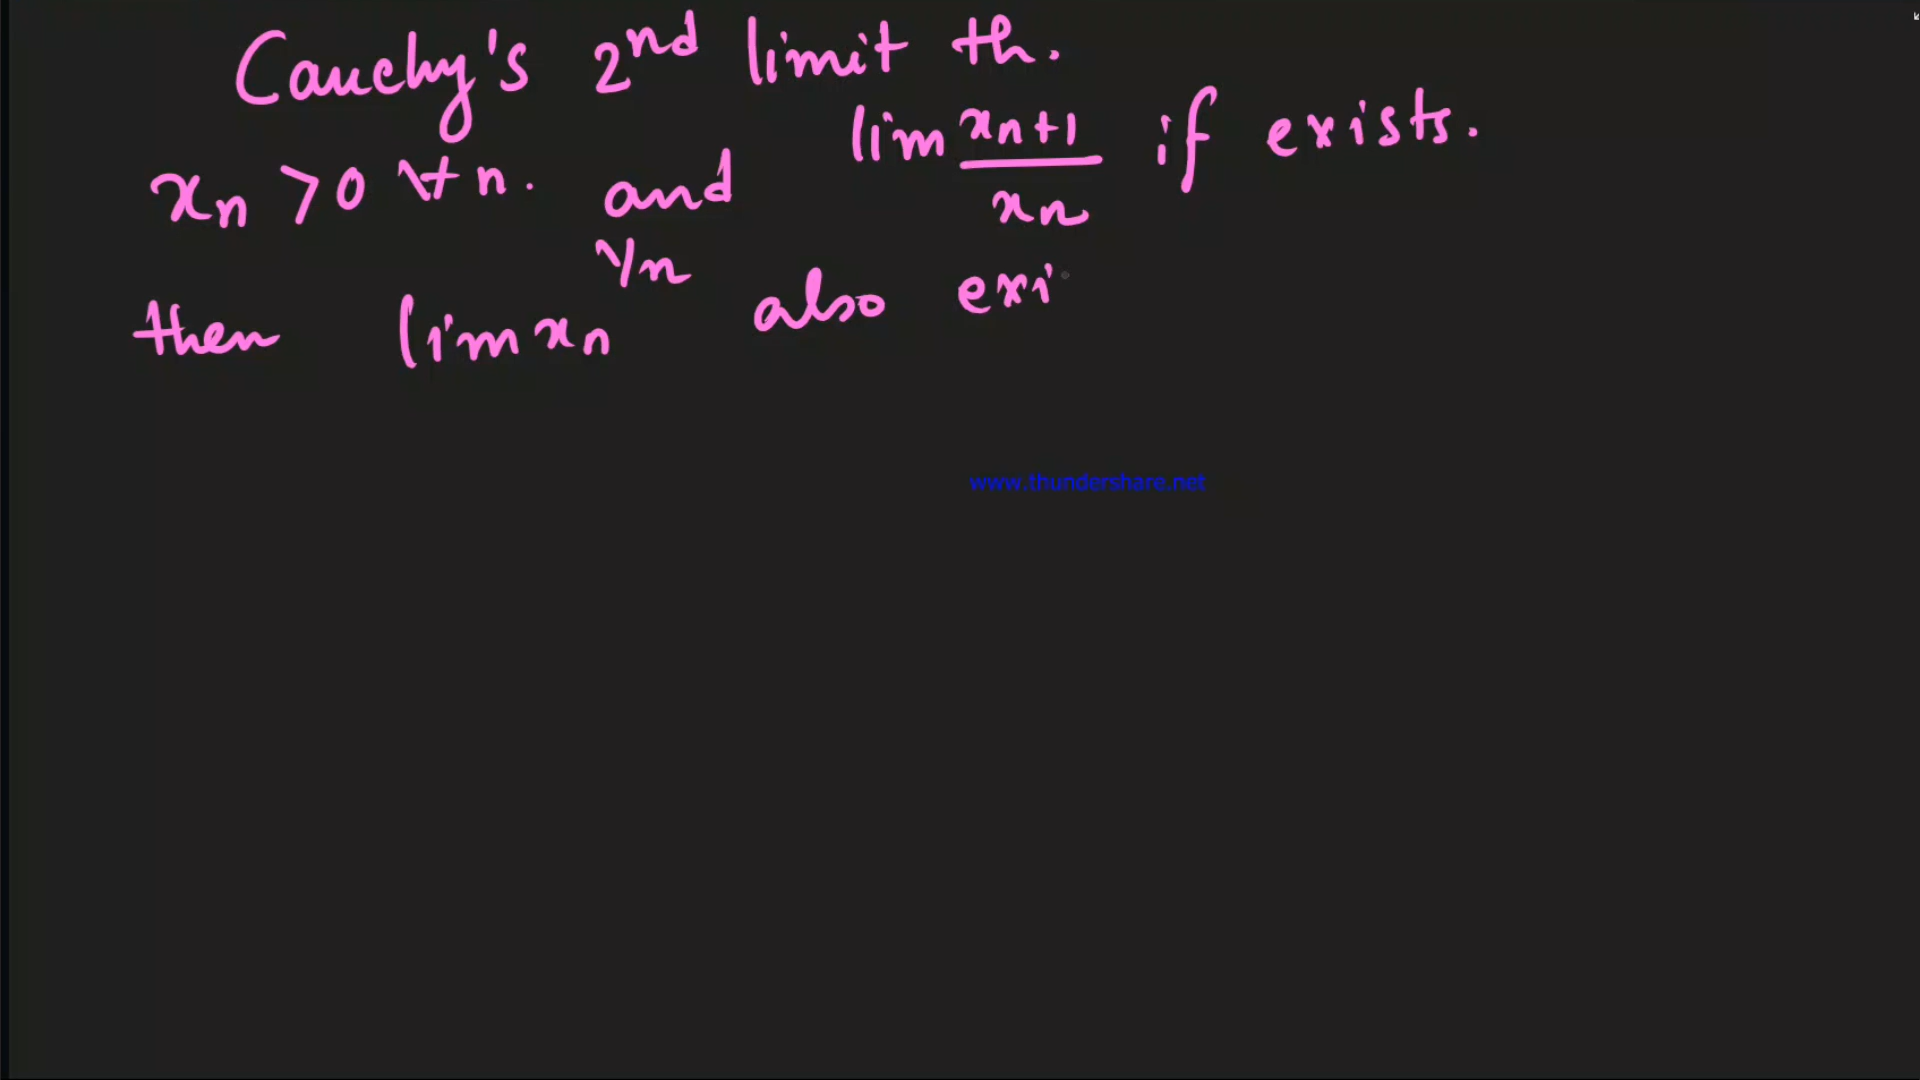 Cauchy's 2nd limit th.
xn > 0 ∀ n. and lim xn+1/xn if exists.
then lim xn^1/n also exi
www.thundershare.net